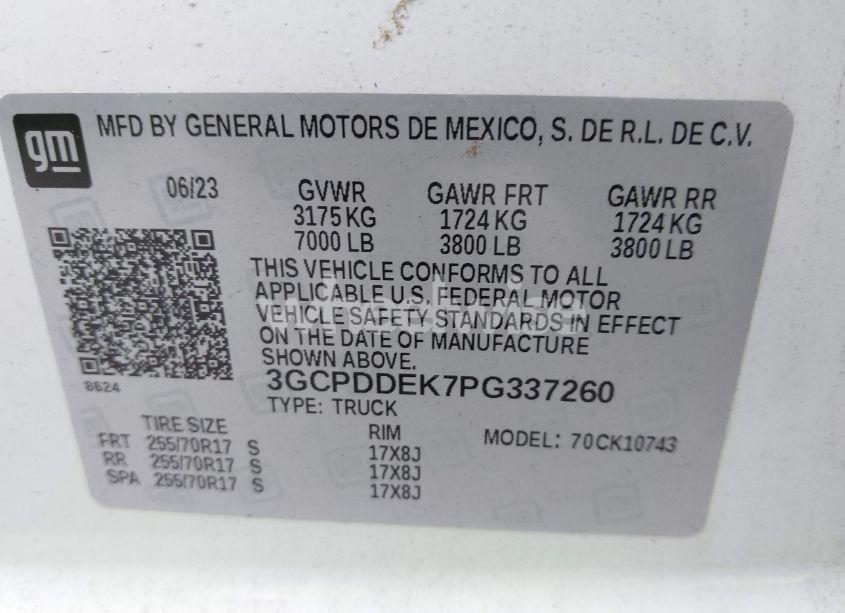 gm
MFD BY GENERAL MOTORS DE MEXICO, S. DE R.L. DE C.V.
06/23 GVWR GAWR FRT GAWR RR
3175 KG 1724 KG 1724 KG
7000 LB 3800 LB 3800 LB
THIS VEHICLE CONFORMS TO ALL
APPLICABLE U.S. FEDERAL MOTOR
VEHICLE SAFETY STANDARDS IN EFFECT
ON THE DATE OF MANUFACTURE
SHOWN ABOVE.
8624
3GCPDDEK7PG337260
TYPE: TRUCK
TIRE SIZE RIM MODEL: 70CK10743
FRT 255/70R17 S 17X8J
RR 255/70R17 S 17X8J
SPA 255/70R17 S 17X8J